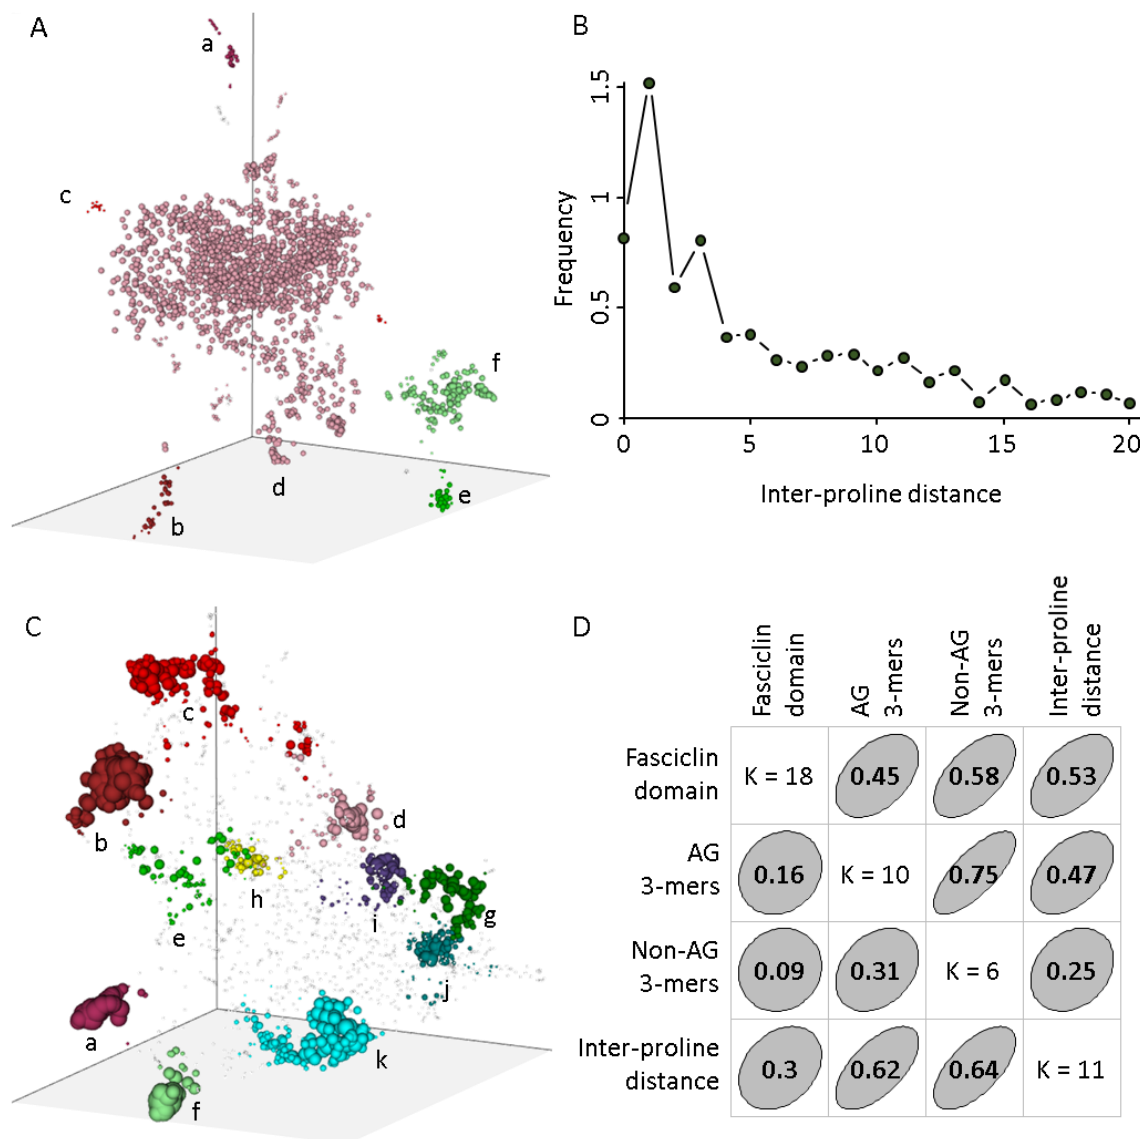 A
a
c
f
d
e
b
B
Frequency
1.5
1
0.5
0
0
5
10
15
20
Inter-proline distance
C
c
b
d
h
e
i
g
j
a
k
f
D
Fasciclin
domain
AG
3-mers
Non-AG
3-mers
Inter-proline
distance
Fasciclin
domain
K = 18
0.45
0.58
0.53
AG
3-mers
0.16
K = 10
0.75
0.47
Non-AG
3-mers
0.09
0.31
K = 6
0.25
Inter-proline
distance
0.3
0.62
0.64
K = 11